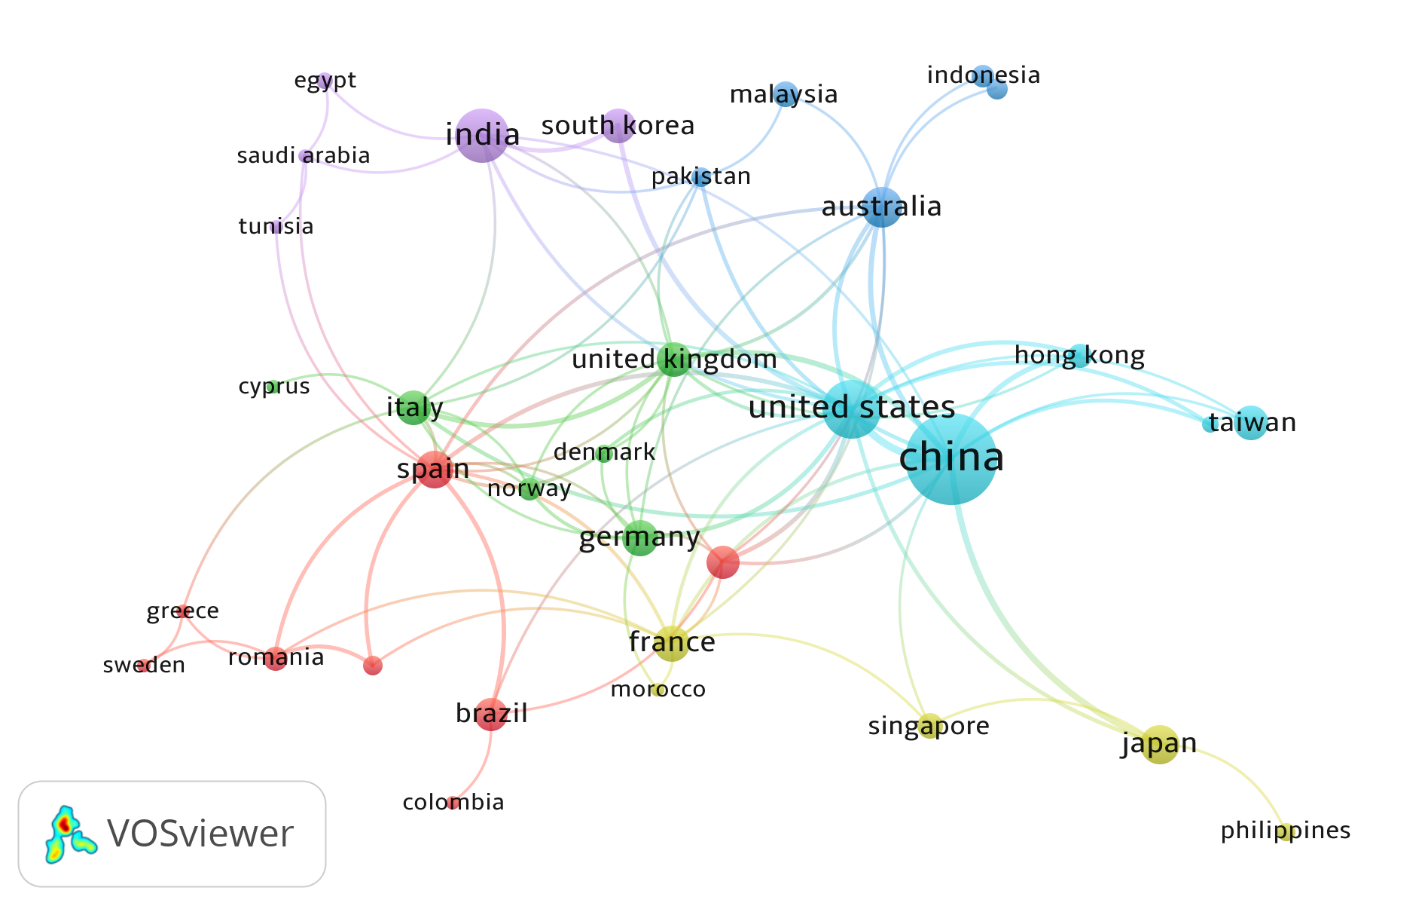 egypt
indonesia
malaysia
india
south korea
saudi arabia
pakistan
australia
tunisia
united kingdom
hong kong
cyprus
italy
united states
taiwan
denmark
china
spain
norway
germany
greece
france
romania
sweden
morocco
brazil
singapore
japan
colombia
philippines
VOSviewer